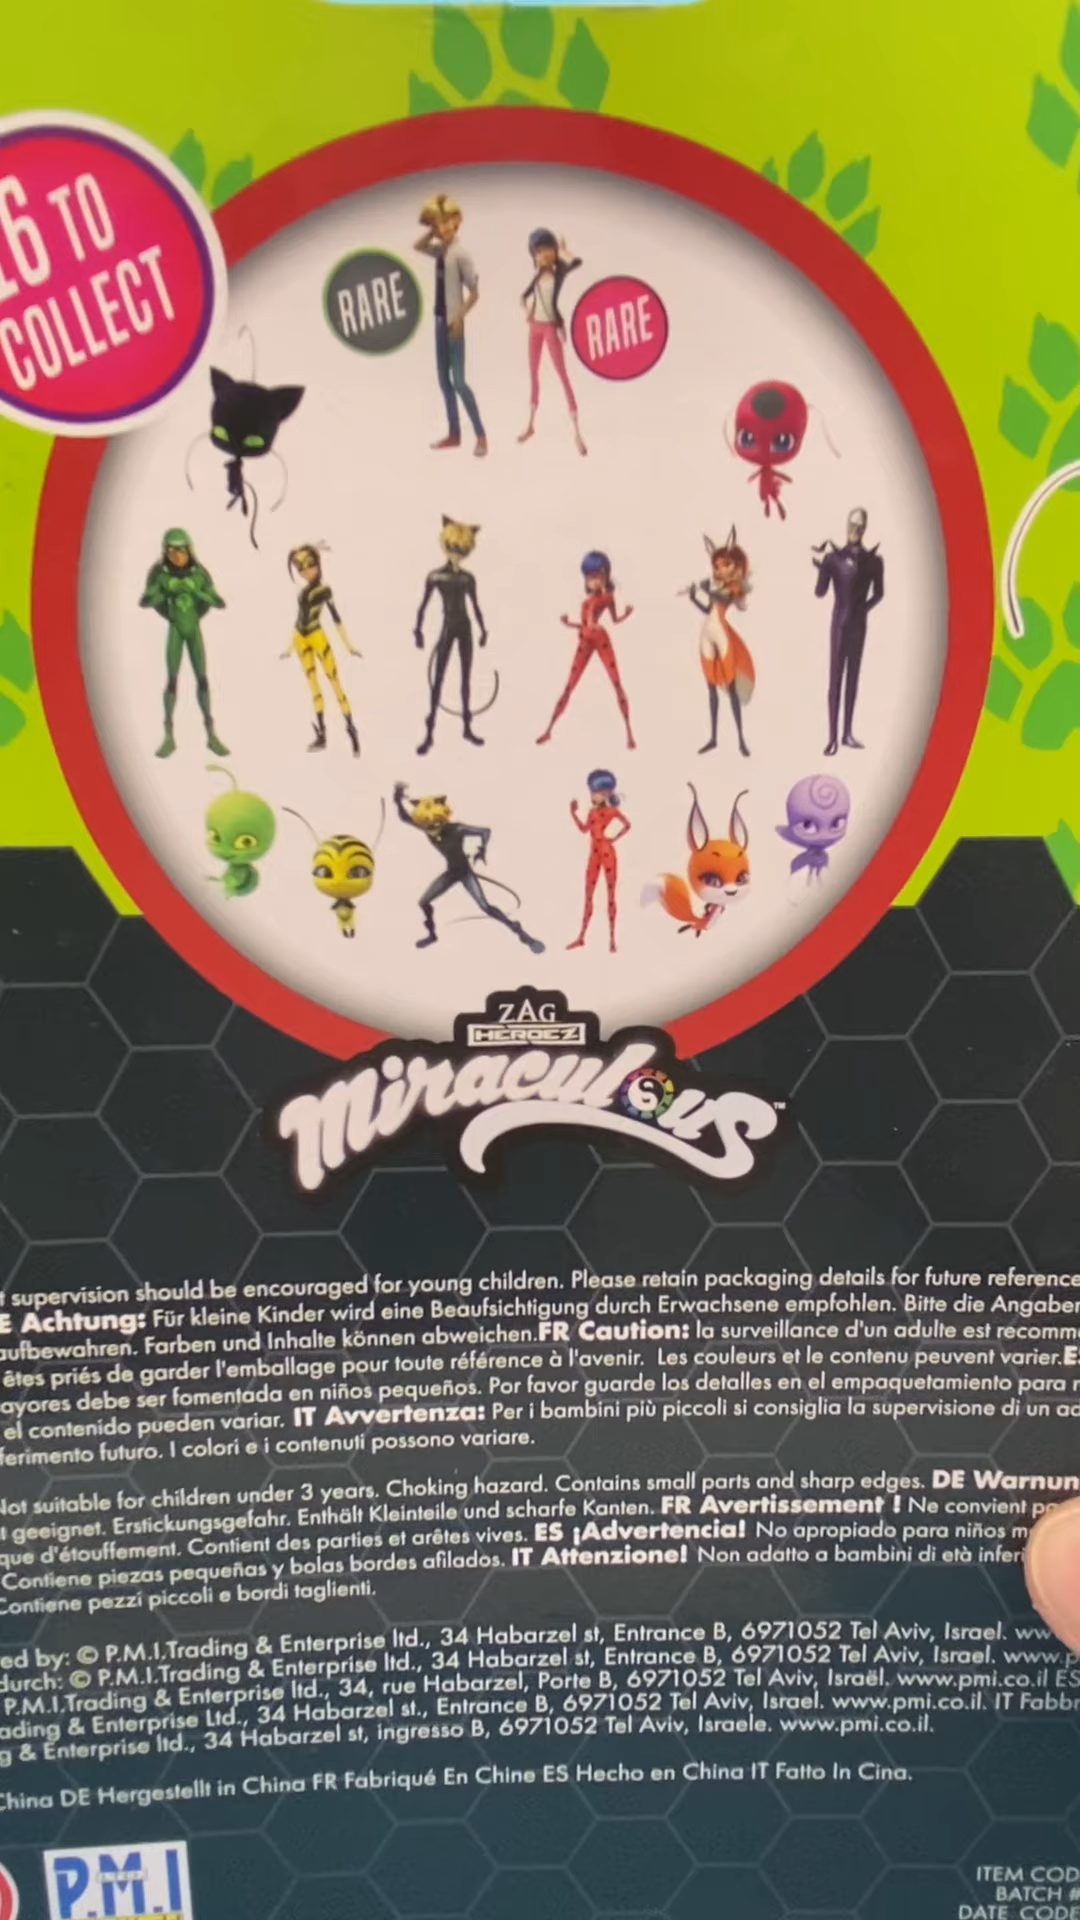 16 TO
COLLECT
RARE
RARE
ZAG
HEROEZ
Miraculous™
supervision should be encouraged for young children. Please retain packaging details for future reference
E Achtung: Für kleine Kinder wird eine Beaufsichtigung durch Erwachsene empfohlen. Bitte die Angaben
aufbewahren. Farben und Inhalte können abweichen.FR Caution: la surveillance d'un adulte est recomm
êtes priés de garder l'emballage pour toute référence à l'avenir. Les couleurs et le contenu peuvent varier.E
ayores debe ser fomentada en niños pequeños. Por favor guarde los detalles en el empaquetamiento para
el contenido pueden variar. IT Avvertenza: Per i bambini più piccoli si consiglia la supervisione di un ad
ferimento futuro. I colori e i contenuti possono variare.
Not suitable for children under 3 years. Choking hazard. Contains small parts and sharp edges. DE Warnun
t geeignet. Erstickungsgefahr. Enthält Kleinteile und scharfe Kanten. FR Avertissement ! Ne convient pa
que d'étouffement. Contient des parties et arêtes vives. ES ¡Advertencia! No apropiado para niños m
Contiene piezas pequeñas y bolas bordes afilados. IT Attenzione! Non adatto a bambini di età inferi
Contiene pezzi piccoli e bordi taglienti.
ed by: © P.M.I.Trading & Enterprise ltd., 34 Habarzel st, Entrance B, 6971052 Tel Aviv, Israel. ww
durch: © P.M.I.Trading & Enterprise ltd., 34 Habarzel st, Entrance B, 6971052 Tel Aviv, Israel. www.p
P.M.I.Trading & Enterprise ltd., 34, rue Habarzel, Porte B, 6971052 Tel Aviv, Israël. www.pmi.co.il ES
ading & Enterprise Ltd., 34 Habarzel st., Entrance B, 6971052 Tel Aviv, Israel. www.pmi.co.il. IT Fabbr
g & Enterprise ltd., 34 Habarzel st, ingresso B, 6971052 Tel Aviv, Israele. www.pmi.co.il.
China DE Hergestellt in China FR Fabriqué En Chine ES Hecho en China IT Fatto In Cina.
P.M.I
ITEM COD
BATCH #
DATE CODE